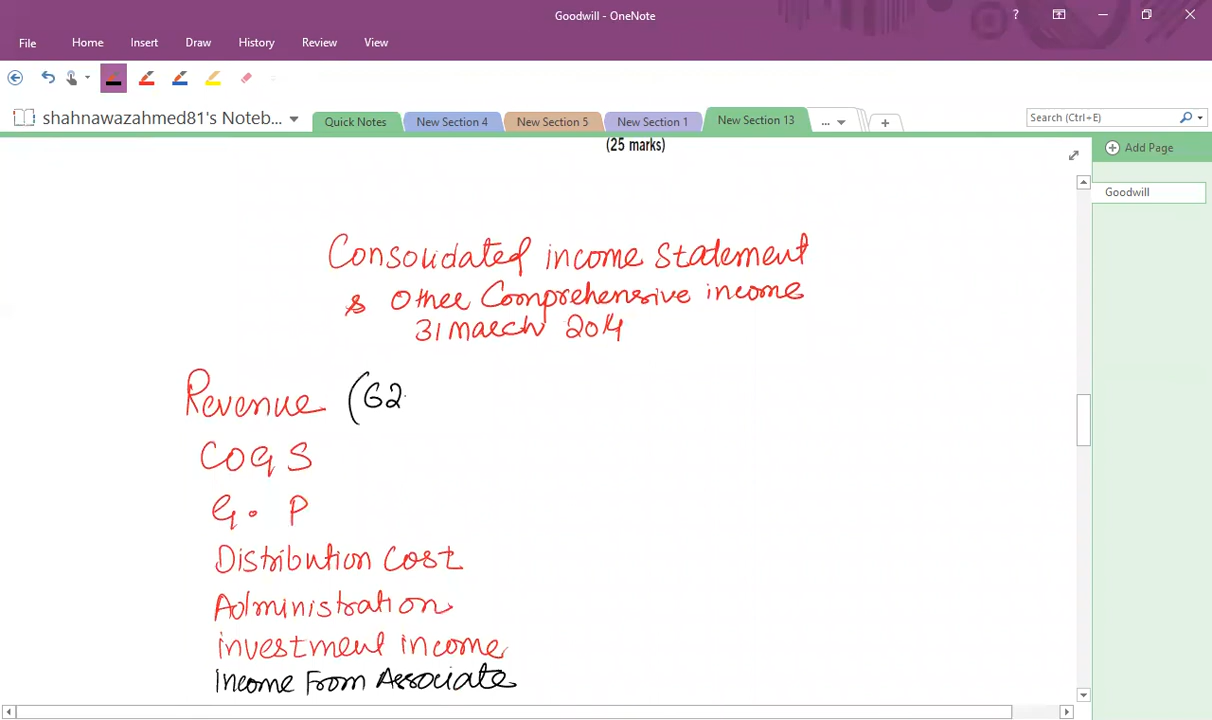 Goodwill - OneNote
?
File Home Insert Draw History Review View
shahnawazahmed81's Noteb... Quick Notes New Section 4 New Section 5 New Section 1 New Section 13 ... Search (Ctrl+E)
Add Page
(25 marks)
Goodwill
Consolidated income Statement
& Other Comprehensive income
31 March 2014
Revenue (62
COGS
G. P
Distribution Cost
Administration
investment income
Income From Associate